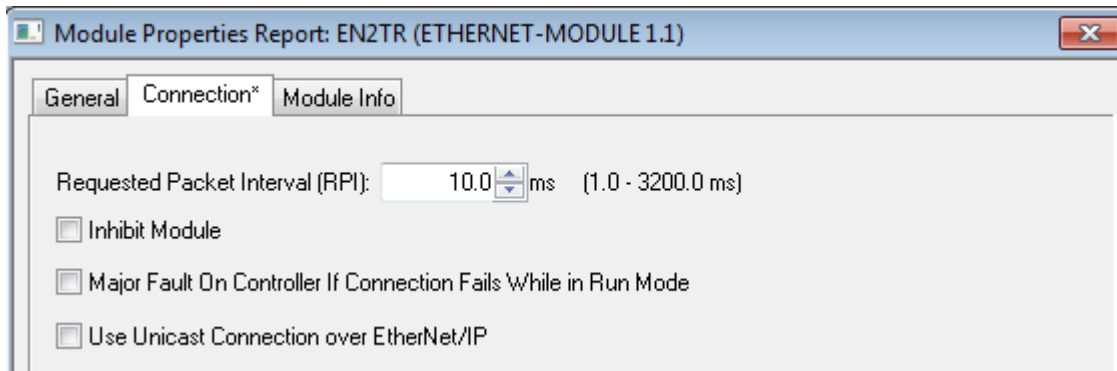 Module Properties Report: EN2TR (ETHERNET-MODULE 1.1)
General Connection* Module Info
Requested Packet Interval (RPI): 10.0 ms (1.0 - 3200.0 ms)
Inhibit Module
Major Fault On Controller If Connection Fails While in Run Mode
Use Unicast Connection over EtherNet/IP